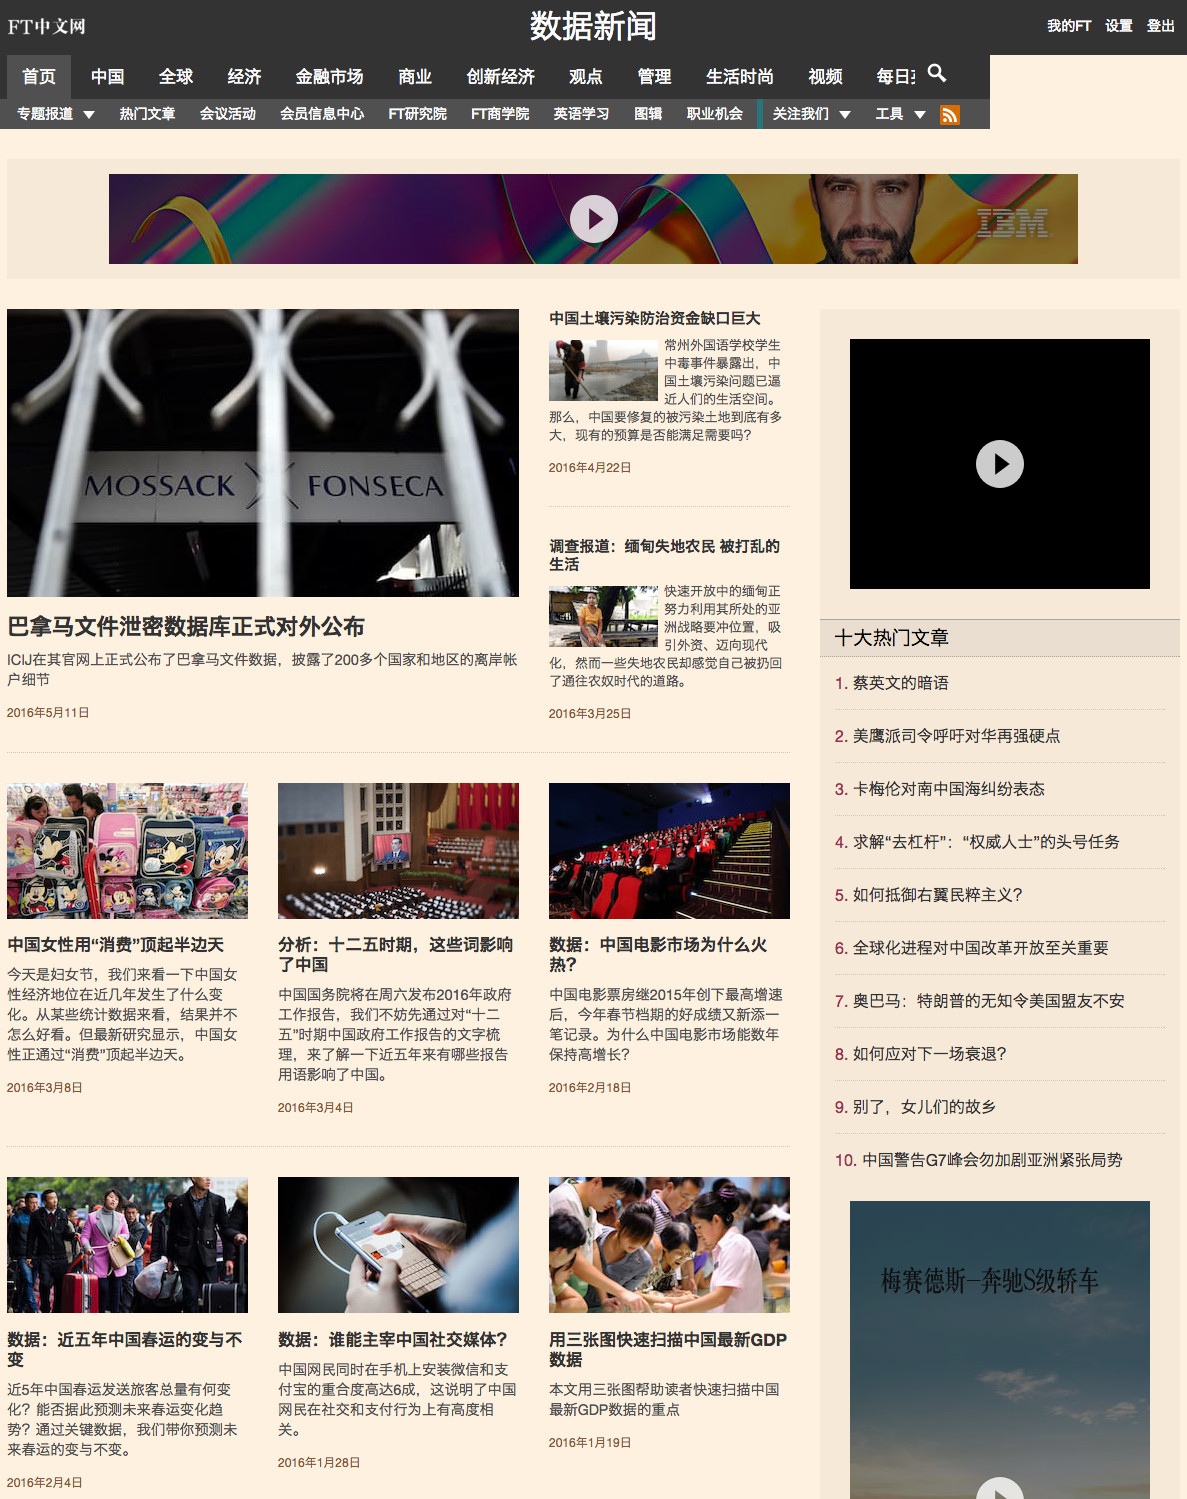 FT中文网
数据新闻
我的FT 设置 登出
首页 中国 全球 经济 金融市场 商业 创新经济 观点 管理 生活时尚 视频 每日
专题报道 热门文章 会议活动 会员信息中心 FT研究院 FT商学院 英语学习 图辑 职业机会 关注我们 工具
IBM
MOSSACK FONSECA
巴拿马文件泄密数据库正式对外公布
ICIJ在其官网上正式公布了巴拿马文件数据，披露了200多个国家和地区的离岸帐
户细节
2016年5月11日
中国土壤污染防治资金缺口巨大
常州外国语学校学生
中毒事件暴露出，中
国土壤污染问题已逼
近人们的生活空间。
那么，中国要修复的被污染土地到底有多
大，现有的预算是否能满足需要吗？
2016年4月22日
调查报道：缅甸失地农民 被打乱的
生活
快速开放中的缅甸正
努力利用其所处的亚
洲战略要冲位置，吸
引外资、迈向现代
化，然而一些失地农民却感觉自己被扔回
了通往农奴时代的道路。
2016年3月25日
中国女性用“消费”顶起半边天
今天是妇女节，我们来看一下中国女
性经济地位在近几年发生了什么变
化。从某些统计数据来看，结果并不
怎么好看。但最新研究显示，中国女
性正通过“消费”顶起半边天。
2016年3月8日
分析：十二五时期，这些词影响
了中国
中国国务院将在周六发布2016年政府
工作报告，我们不妨先通过对“十二
五”时期中国政府工作报告的文字梳
理，来了解一下近五年来有哪些报告
用语影响了中国。
2016年3月4日
数据：中国电影市场为什么火
热？
中国电影票房继2015年创下最高增速
后，今年春节档期的好成绩又新添一
笔记录。为什么中国电影市场能数年
保持高增长？
2016年2月18日
数据：近五年中国春运的变与不
变
近5年中国春运发送旅客总量有何变
化？能否据此预测未来春运变化趋
势？通过关键数据，我们带你预测未
来春运的变与不变。
2016年2月4日
数据：谁能主宰中国社交媒体？
中国网民同时在手机上安装微信和支
付宝的重合度高达6成，这说明了中国
网民在社交和支付行为上有高度相
关。
2016年1月28日
用三张图快速扫描中国最新GDP
数据
本文用三张图帮助读者快速扫描中国
最新GDP数据的重点
2016年1月19日
十大热门文章
1. 蔡英文的暗语
2. 美鹰派司令呼吁对华再强硬点
3. 卡梅伦对南中国海纠纷表态
4. 求解“去杠杆”：“权威人士”的头号任务
5. 如何抵御右翼民粹主义？
6. 全球化进程对中国改革开放至关重要
7. 奥巴马：特朗普的无知令美国盟友不安
8. 如何应对下一场衰退？
9. 别了，女儿们的故乡
10. 中国警告G7峰会勿加剧亚洲紧张局势
梅赛德斯-奔驰S级轿车